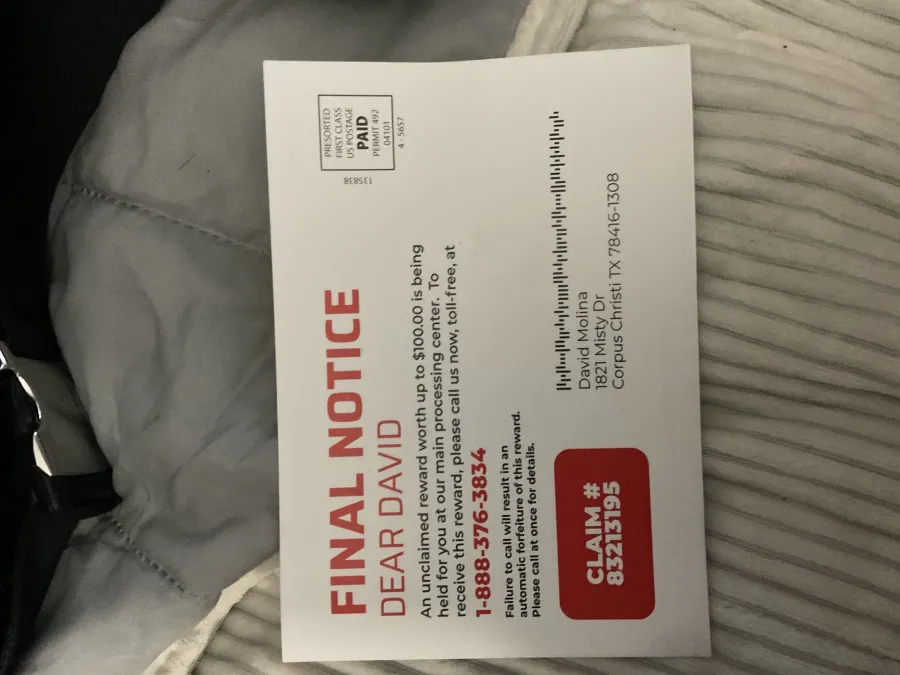 PRESORTED
FIRST CLASS
US POSTAGE
PAID
PERMIT 492
04101
4 - 5657
135838
FINAL NOTICE
DEAR DAVID
An unclaimed reward worth up to $100.00 is being
held for you at our main processing center. To
receive this reward, please call us now, toll-free, at
1-888-376-3834
Failure to call will result in an
automatic forfeiture of this reward.
Please call at once for details.
CLAIM #
832131195
David Molina
1821 Misty Dr
Corpus Christi TX 78416-1308